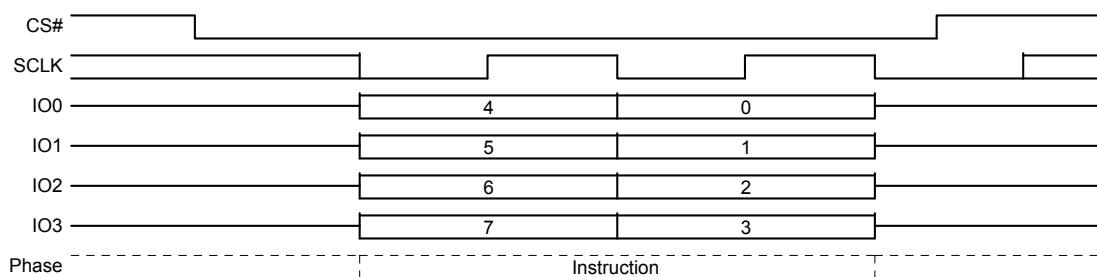 CS#
SCLK
IO0 4 0
IO1 5 1
IO2 6 2
IO3 7 3
Phase Instruction